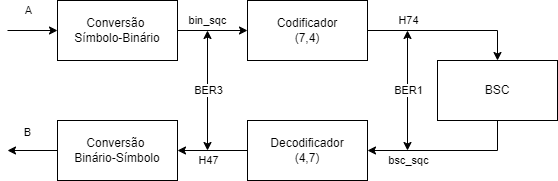 A
Conversão
Símbolo-Binário
bin_sqc
Codificador
(7,4)
H74
BER3
BER1
BSC
B
Conversão
Binário-Símbolo
H47
Decodificador
(4,7)
bsc_sqc